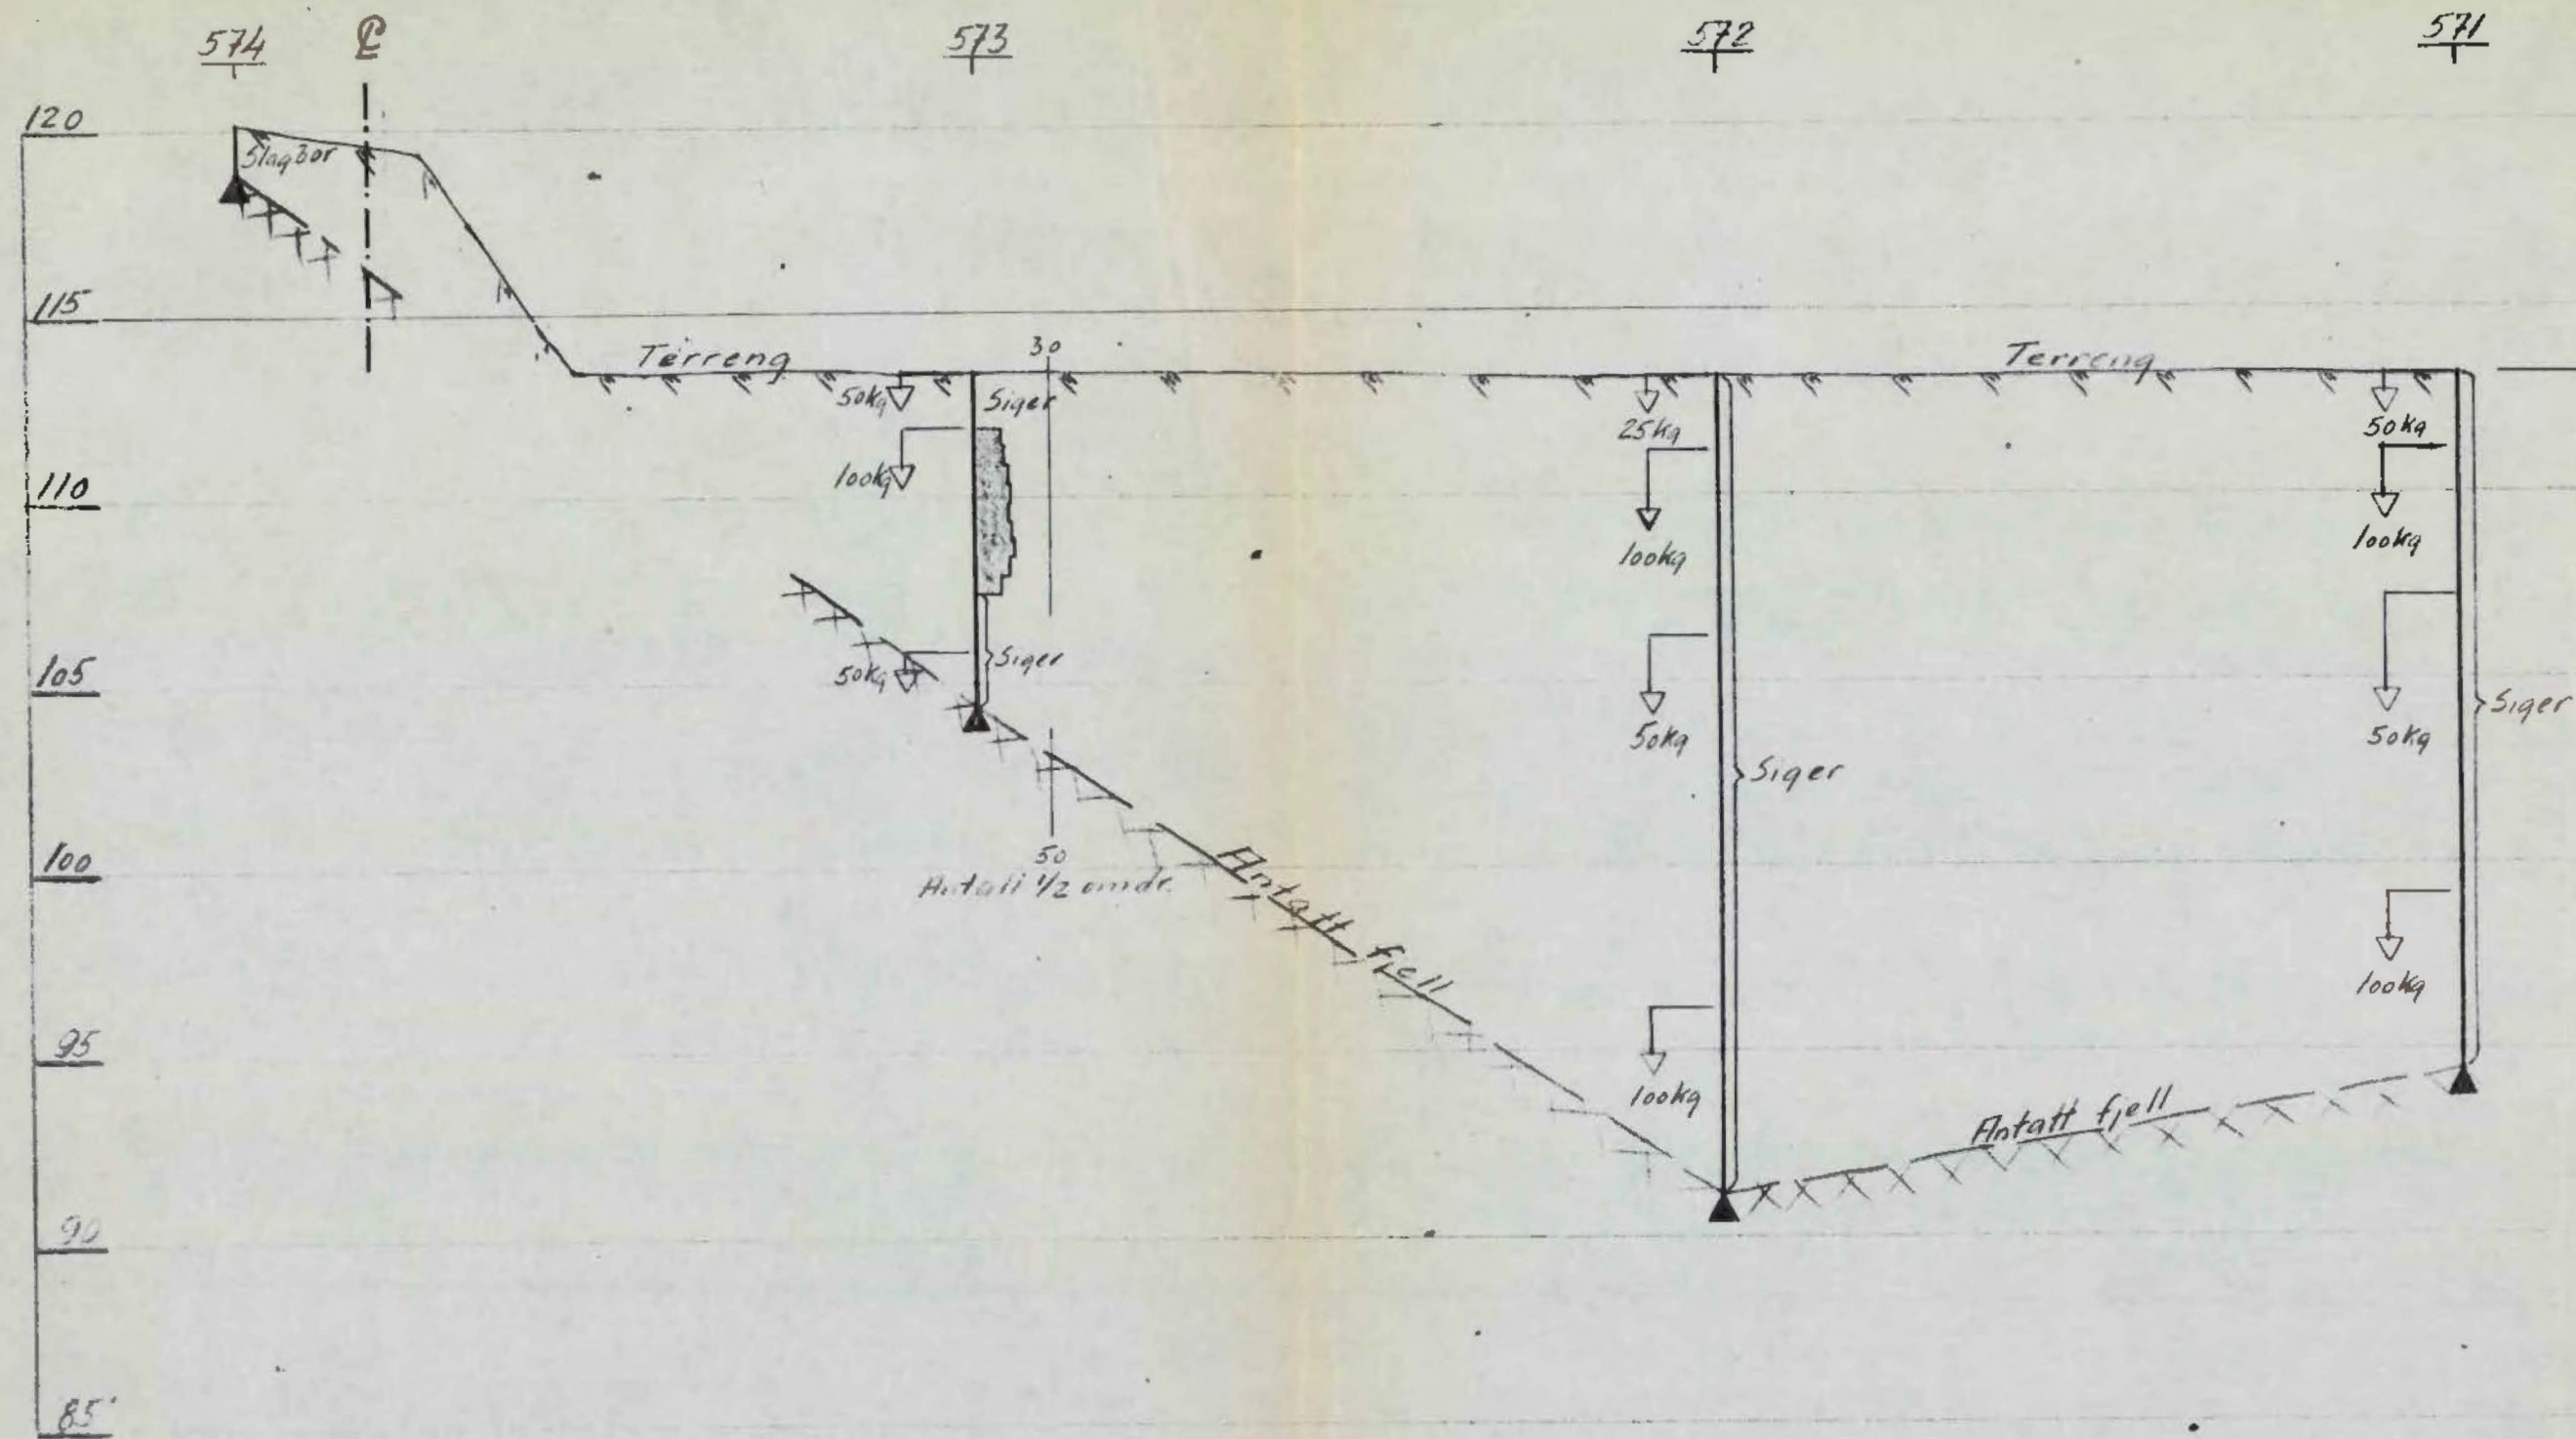 574 ℄ 573 572 571
120
Slagbor
115
Terreng 30 Terreng
50kg Siger 25kg 50kg
100kg 100kg 100kg
110
50kg Siger
105
50kg 50kg Siger
Siger
100
50
Antall 1/2 omdr.
Antatt fjell
100kg
95
100kg
Antatt fjell
90
85